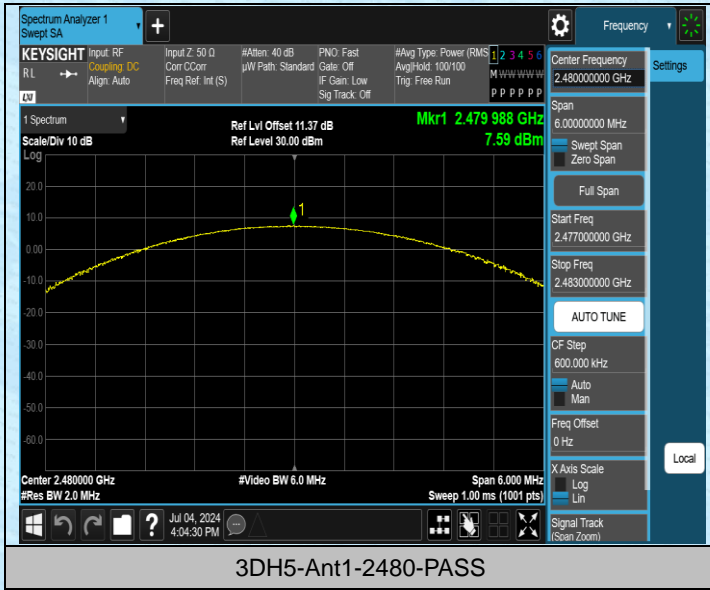 Spectrum Analyzer 1
Swept SA
Frequency
KEYSIGHT
RL
LXI
Input: RF
Coupling: DC
Align: Auto
Input Z: 50 Ω
Corr CCorr
Freq Ref: Int (S)
#Atten: 40 dB
µW Path: Standard
PNO: Fast
Gate: Off
IF Gain: Low
Sig Track: Off
#Avg Type: Power (RMS
Avg|Hold: 100/100
Trig: Free Run
1 2 3 4 5 6
M W W W W W
P P P P P P
1 Spectrum
Scale/Div 10 dB
Ref Lvl Offset 11.37 dB
Ref Level 30.00 dBm
Mkr1 2.479 988 GHz
7.59 dBm
Log
20.0
10.0
0.00
-10.0
-20.0
-30.0
-40.0
-50.0
-60.0
1
Center 2.480000 GHz
#Res BW 2.0 MHz
#Video BW 6.0 MHz
Span 6.000 MHz
Sweep 1.00 ms (1001 pts)
Center Frequency
2.480000000 GHz
Settings
Span
6.00000000 MHz
Swept Span
Zero Span
Full Span
Start Freq
2.477000000 GHz
Stop Freq
2.483000000 GHz
AUTO TUNE
CF Step
600.000 kHz
Auto
Man
Freq Offset
0 Hz
X Axis Scale
Log
Lin
Signal Track
(Span Zoom)
Local
?
Jul 04, 2024
4:04:30 PM
3DH5-Ant1-2480-PASS